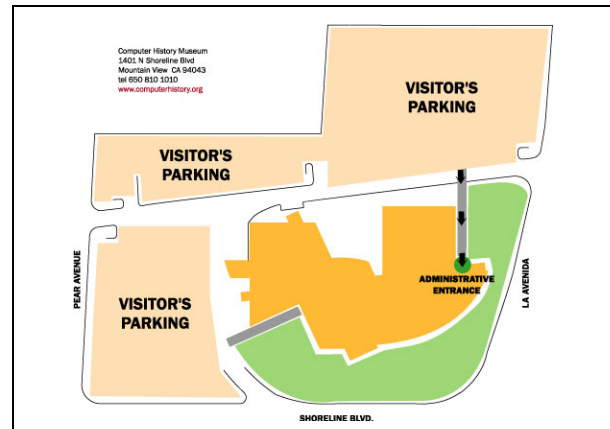 Computer History Museum
1401 N Shoreline Blvd
Mountain View CA 94043
tel 650 810 1010
www.computerhistory.org
VISITOR'S
PARKING
VISITOR'S
PARKING
PEAR AVENUE
VISITOR'S
PARKING
ADMINISTRATIVE
ENTRANCE
LA AVENIDA
SHORELINE BLVD.